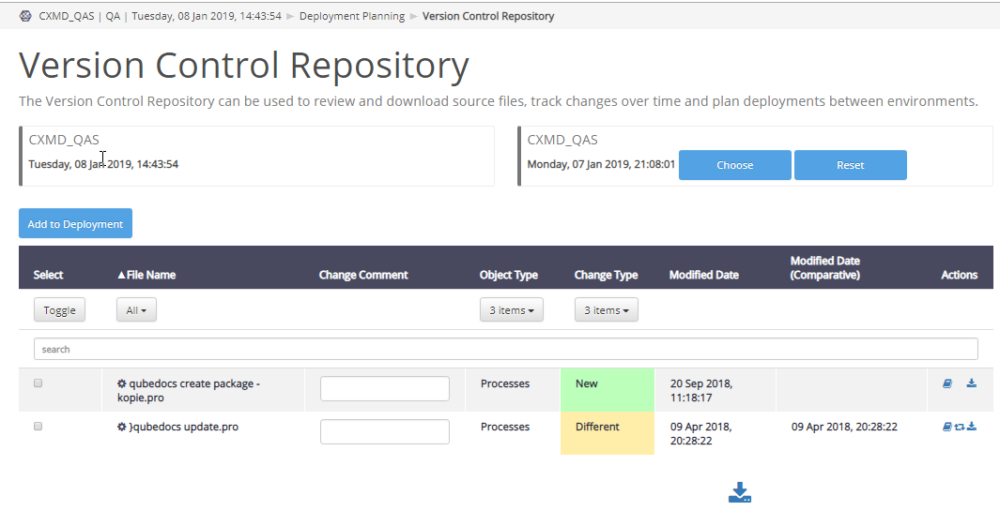 CXMD_QAS | QA | Tuesday, 08 Jan 2019, 14:43:54 ► Deployment Planning ► Version Control Repository
Version Control Repository
The Version Control Repository can be used to review and download source files, track changes over time and plan deployments between environments.
CXMD_QAS
Tuesday, 08 Jan 2019, 14:43:54
CXMD_QAS
Monday, 07 Jan 2019, 21:08:01 Choose Reset
Add to Deployment
Select ▲File Name Change Comment Object Type Change Type Modified Date Modified Date
(Comparative) Actions
Toggle All 3 items 3 items
search
qubedocs create package - Processes New 20 Sep 2018,
kopie.pro 11:18:17
}qubedocs update.pro Processes Different 09 Apr 2018, 09 Apr 2018, 20:28:22
20:28:22